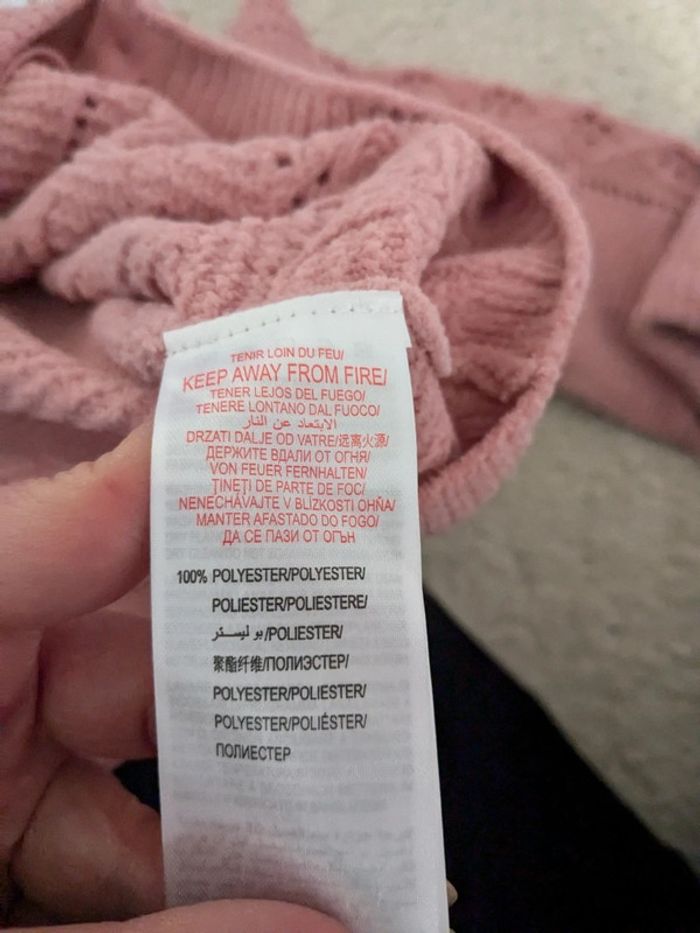 TENIR LOIN DU FEU/
KEEP AWAY FROM FIRE/
TENER LEJOS DEL FUEGO/
TENERE LONTANO DAL FUOCO/
الابتعاد عن النار
DRZATI DALJE OD VATRE/远离火源/
ДЕРЖИТЕ ВДАЛИ ОТ ОГНЯ/
VON FEUER FERNHALTEN/
ȚINEȚI DE PARTE DE FOC/
NENECHÁVAJTE V BLÍZKOSTI OHŇA/
MANTER AFASTADO DO FOGO/
ДА СЕ ПАЗИ ОТ ОГЪН
100% POLYESTER/POLYESTER/
POLIESTER/POLIESTERE/
بوليستر/POLIESTER/
聚酯纤维/ПОЛИЭСТЕР/
POLYESTER/POLIESTER/
POLYESTER/POLIÉSTER/
ПОЛИЕСТЕР